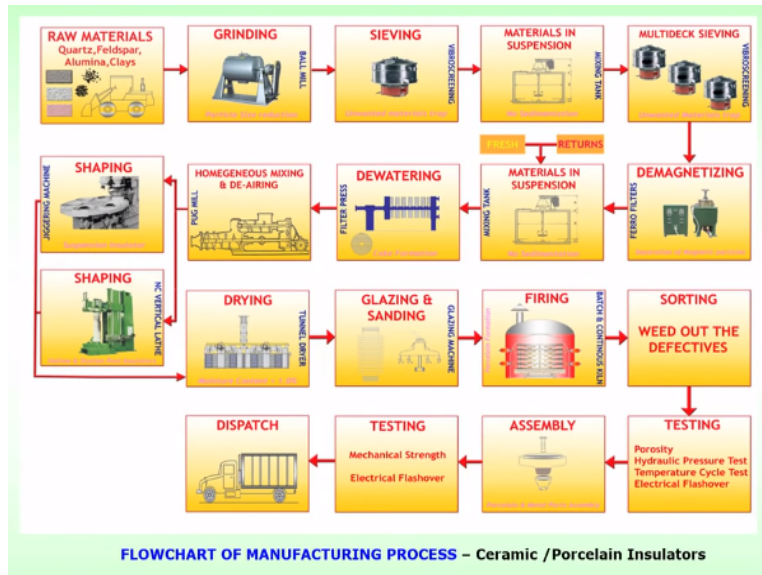 RAW MATERIALS
Quartz,Feldspar,
Alumina,Clays
GRINDING
BALL MILL
SIEVING
VIBROSCREENING
MATERIALS IN
SUSPENSION
MIXING TANK
MULTIDECK SIEVING
VIBROSCREENING
FRESH
RETURNS
SHAPING
JIGGERING MACHINE
HOMEGENEOUS MIXING
& DE-AIRING
PUG MILL
DEWATERING
FILTER PRESS
MATERIALS IN
SUSPENSION
MIXING TANK
DEMAGNETIZING
FERRO FILTERS
SHAPING
NC VERTICAL LATHE
DRYING
TUNNEL DRYER
GLAZING &
SANDING
GLAZING MACHINE
FIRING
BATCH & CONTINOUS KILN
SORTING
WEED OUT THE
DEFECTIVES
DISPATCH
TESTING
Mechanical Strength
Electrical Flashover
ASSEMBLY
TESTING
Porosity
Hydraulic Pressure Test
Temperature Cycle Test
Electrical Flashover
FLOWCHART OF MANUFACTURING PROCESS – Ceramic /Porcelain Insulators